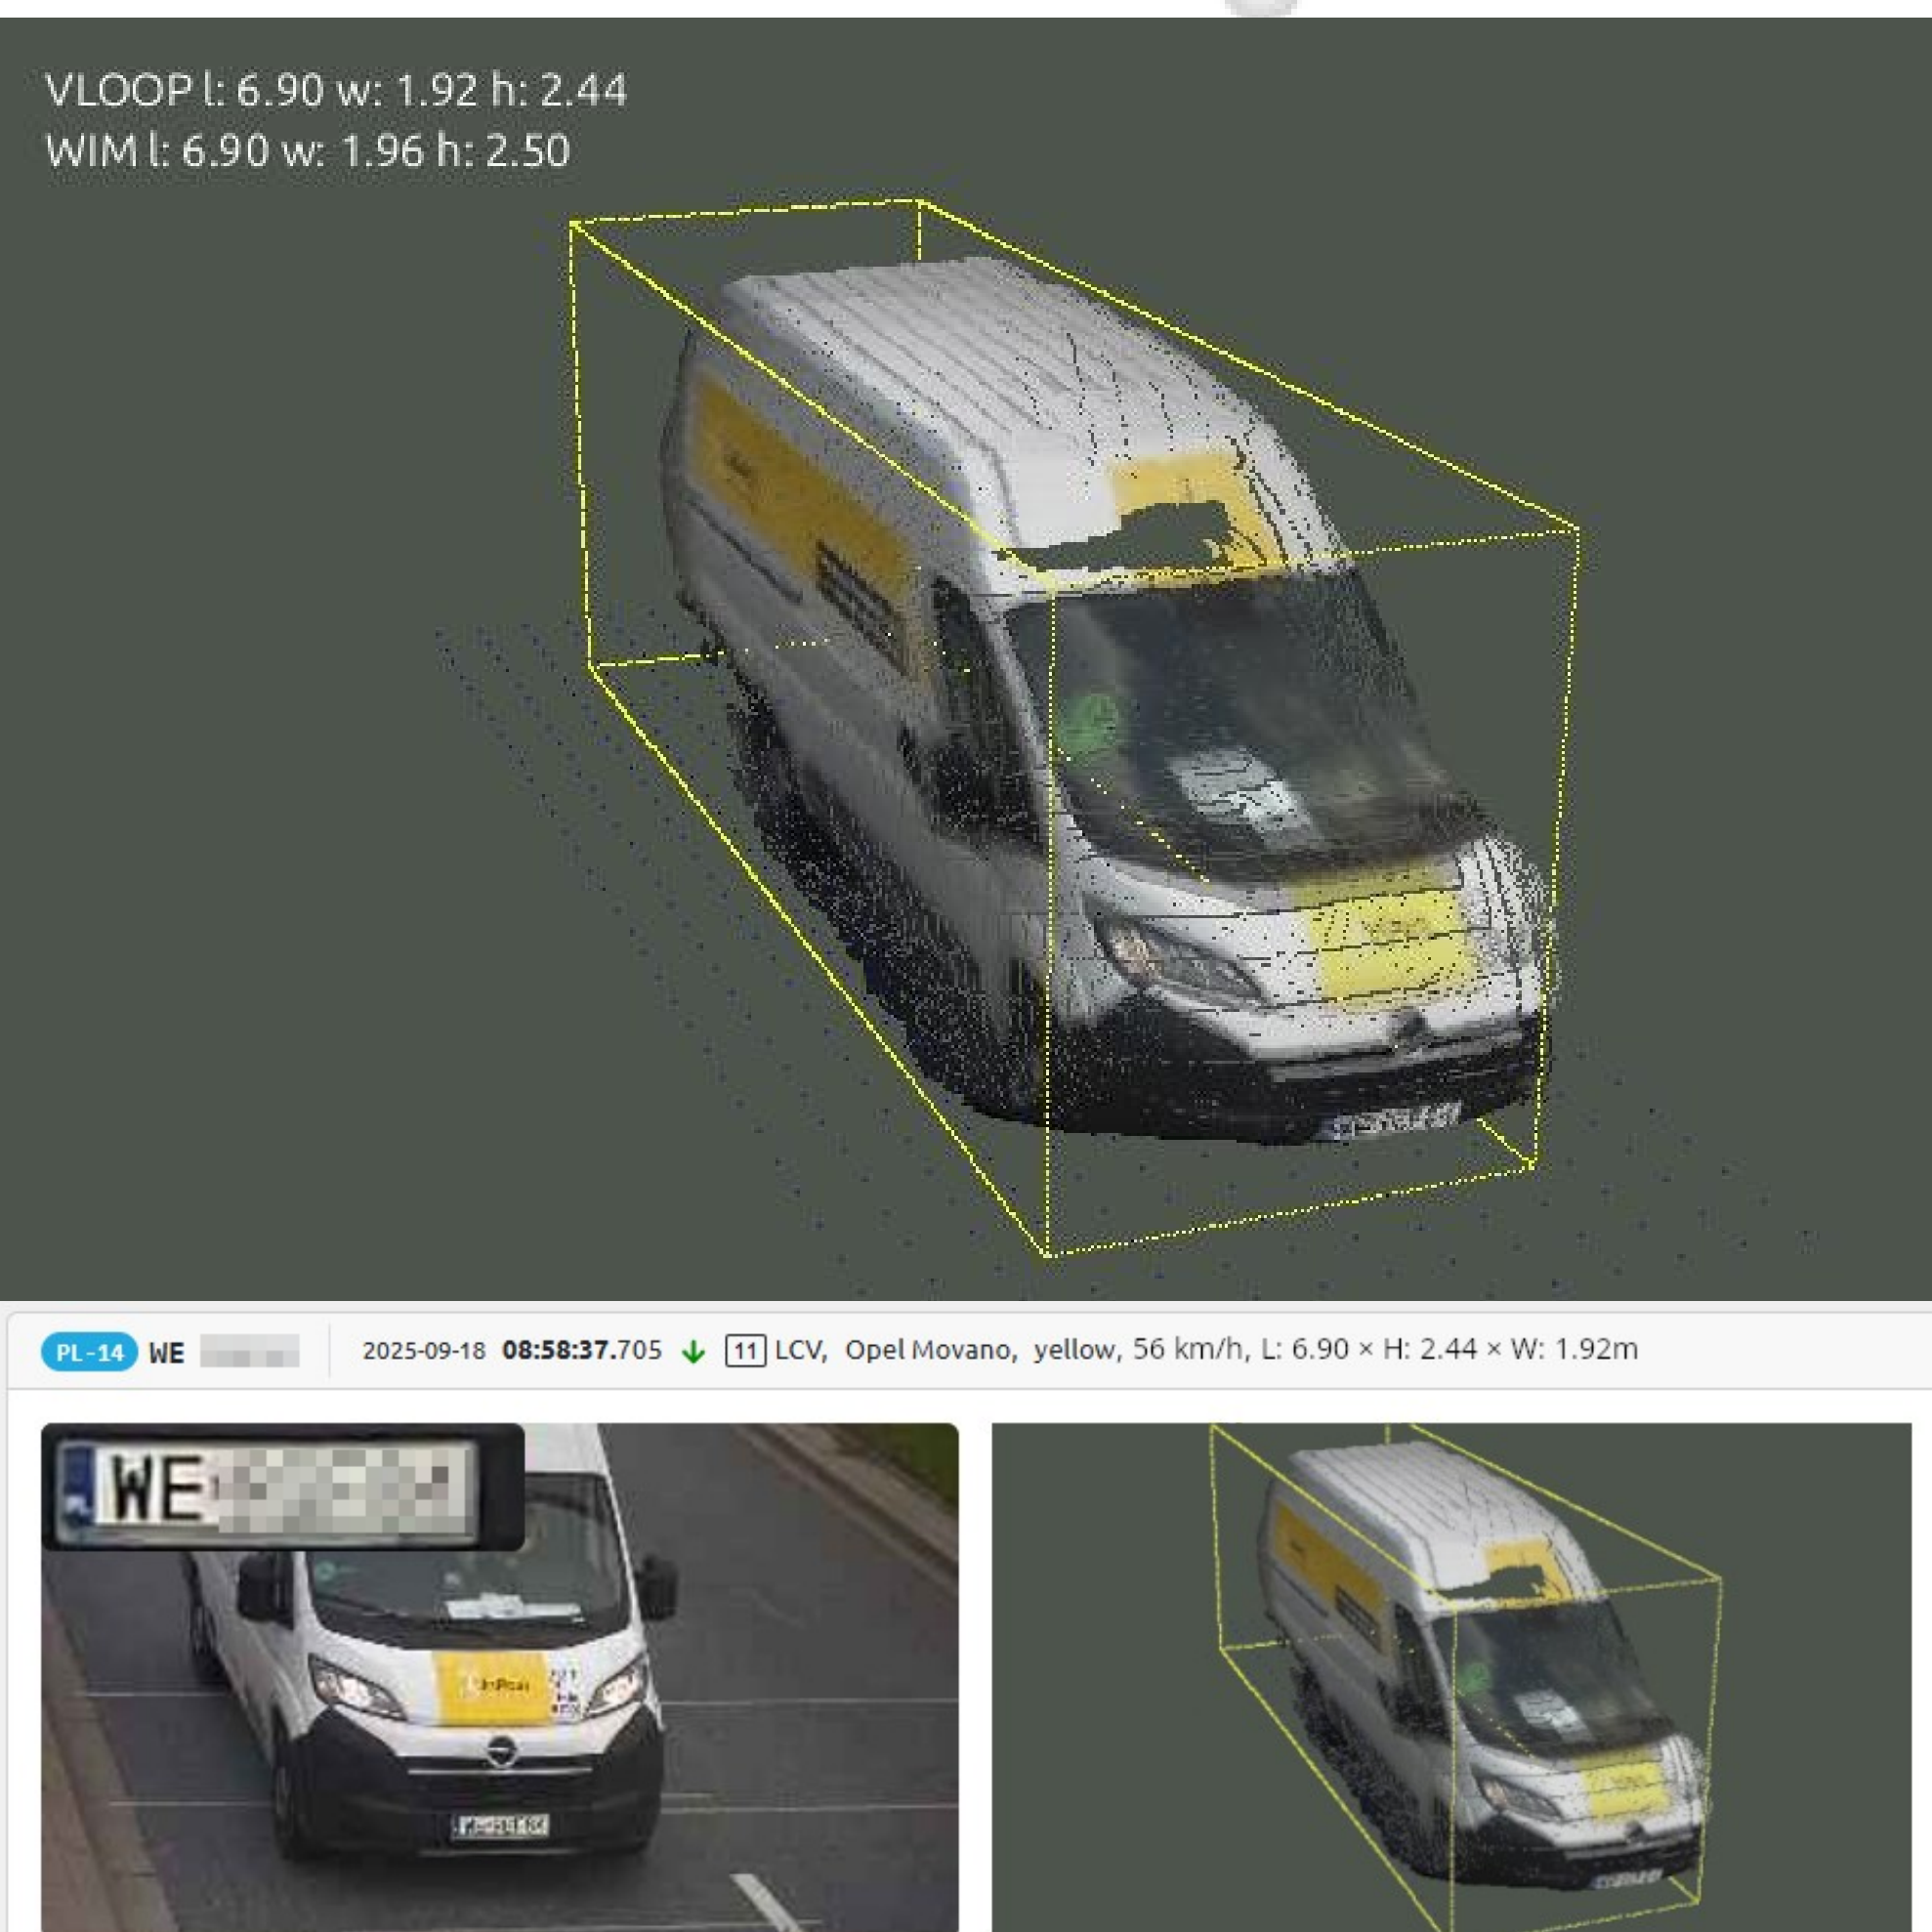 VLOOP l: 6.90 w: 1.92 h: 2.44
WIM l: 6.90 w: 1.96 h: 2.50
PL-14 WE 2025-09-18 08:58:37.705 11 LCV, Opel Movano, yellow, 56 km/h, L: 6.90 × H: 2.44 × W: 1.92m
WE
InPost